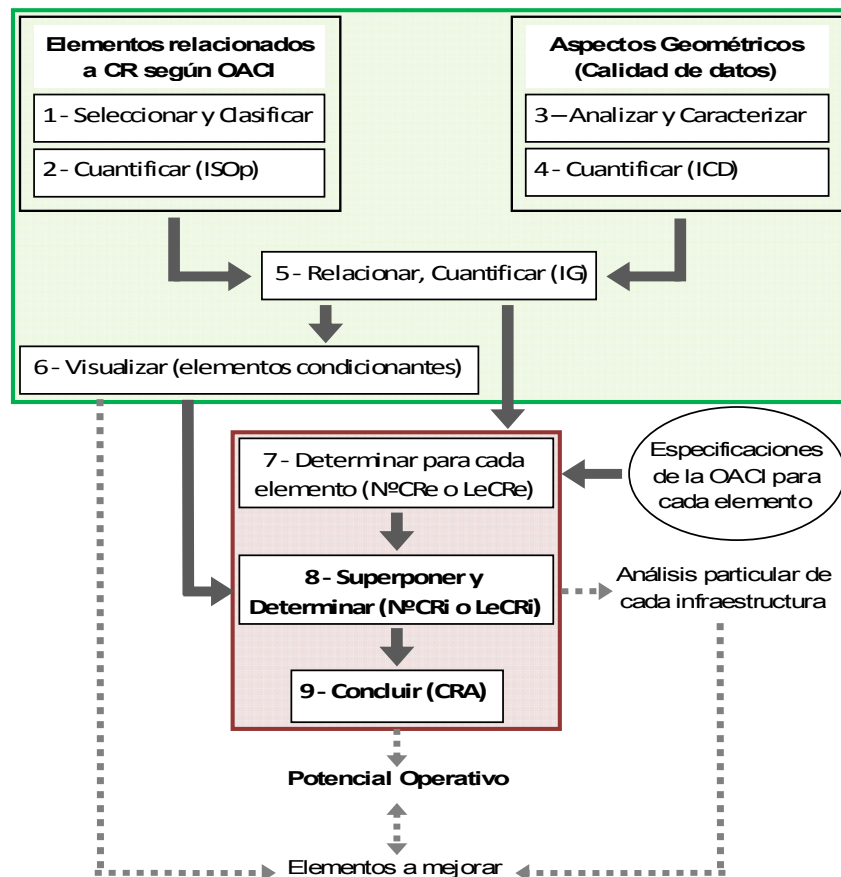 Elementos relacionados
a CR según OACI
1 - Seleccionar y Clasificar
2 - Cuantificar (ISOp)
Aspectos Geométricos
(Calidad de datos)
3 – Analizar y Caracterizar
4 - Cuantificar (ICD)
5 - Relacionar, Cuantificar (IG)
6 - Visualizar (elementos condicionantes)
7 - Determinar para cada
elemento (NºCRe o LeCRe)
Especificaciones
de la OACI para
cada elemento
8 - Superponer y
Determinar (NºCRi o LeCRi)
Análisis particular de
cada infraestructura
9 - Concluir (CRA)
Potencial Operativo
Elementos a mejorar